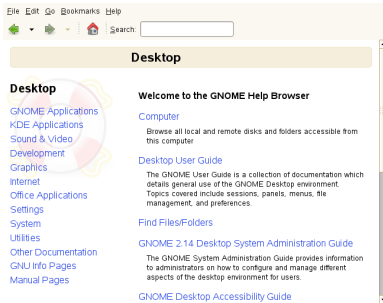 File Edit Go Bookmarks Help
Search:
Desktop
Desktop
GNOME Applications
KDE Applications
Sound & Video
Development
Graphics
Internet
Office Applications
Settings
System
Utilities
Other Documentation
GNU Info Pages
Manual Pages
Welcome to the GNOME Help Browser
Computer
Browse all local and remote disks and folders accessible from
this computer
Desktop User Guide
The GNOME User Guide is a collection of documentation which
details general use of the GNOME Desktop environment.
Topics covered include sessions, panels, menus, file
management, and preferences.
Find Files/Folders
GNOME 2.14 Desktop System Administration Guide
The GNOME System Administration Guide provides information
to administrators on how to configure and manage different
aspects of the desktop environment for users.
GNOME Desktop Accessibility Guide